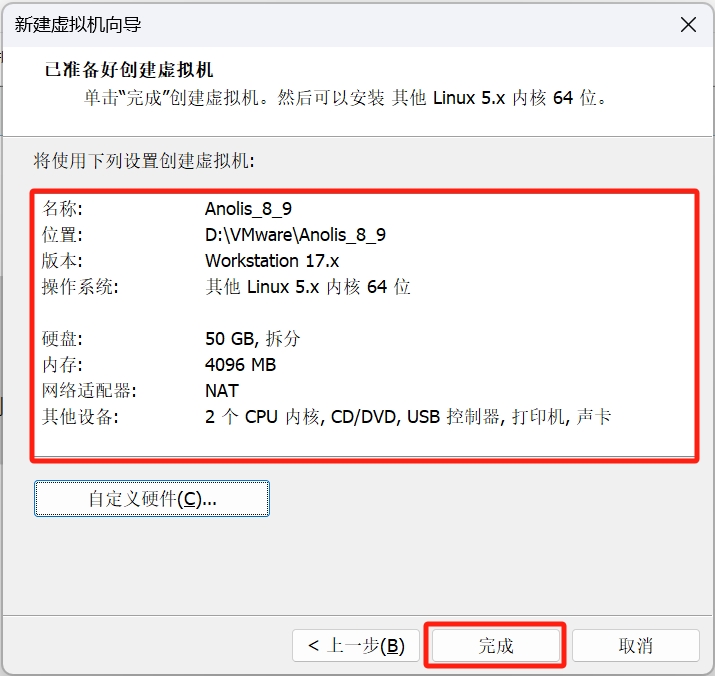 新建虚拟机向导
已准备好创建虚拟机
单击“完成”创建虚拟机。然后可以安装 其他 Linux 5.x 内核 64 位。
将使用下列设置创建虚拟机:
名称: Anolis_8_9
位置: D:\VMware\Anolis_8_9
版本: Workstation 17.x
操作系统: 其他 Linux 5.x 内核 64 位
硬盘: 50 GB, 拆分
内存: 4096 MB
网络适配器: NAT
其他设备: 2 个 CPU 内核, CD/DVD, USB 控制器, 打印机, 声卡
自定义硬件(C)...
< 上一步(B) 完成 取消